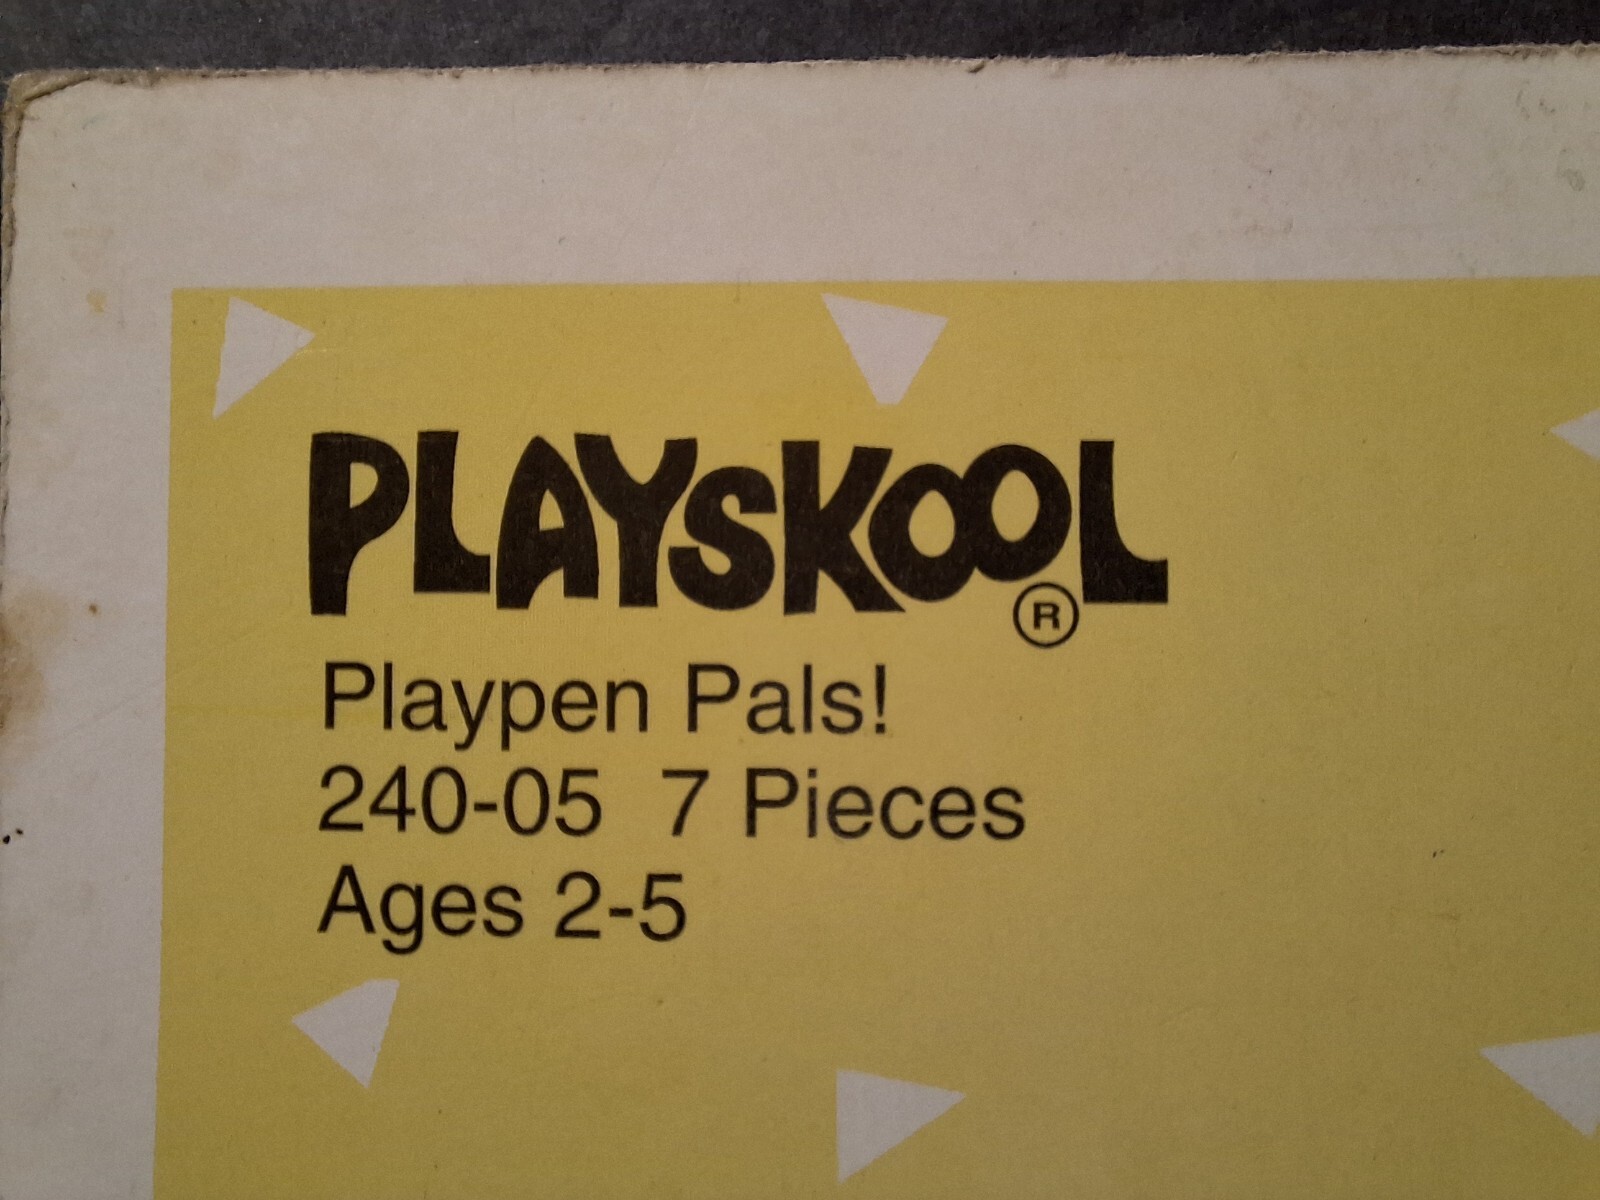 PLAYSKOOL®
Playpen Pals!
240-05 7 Pieces
Ages 2-5